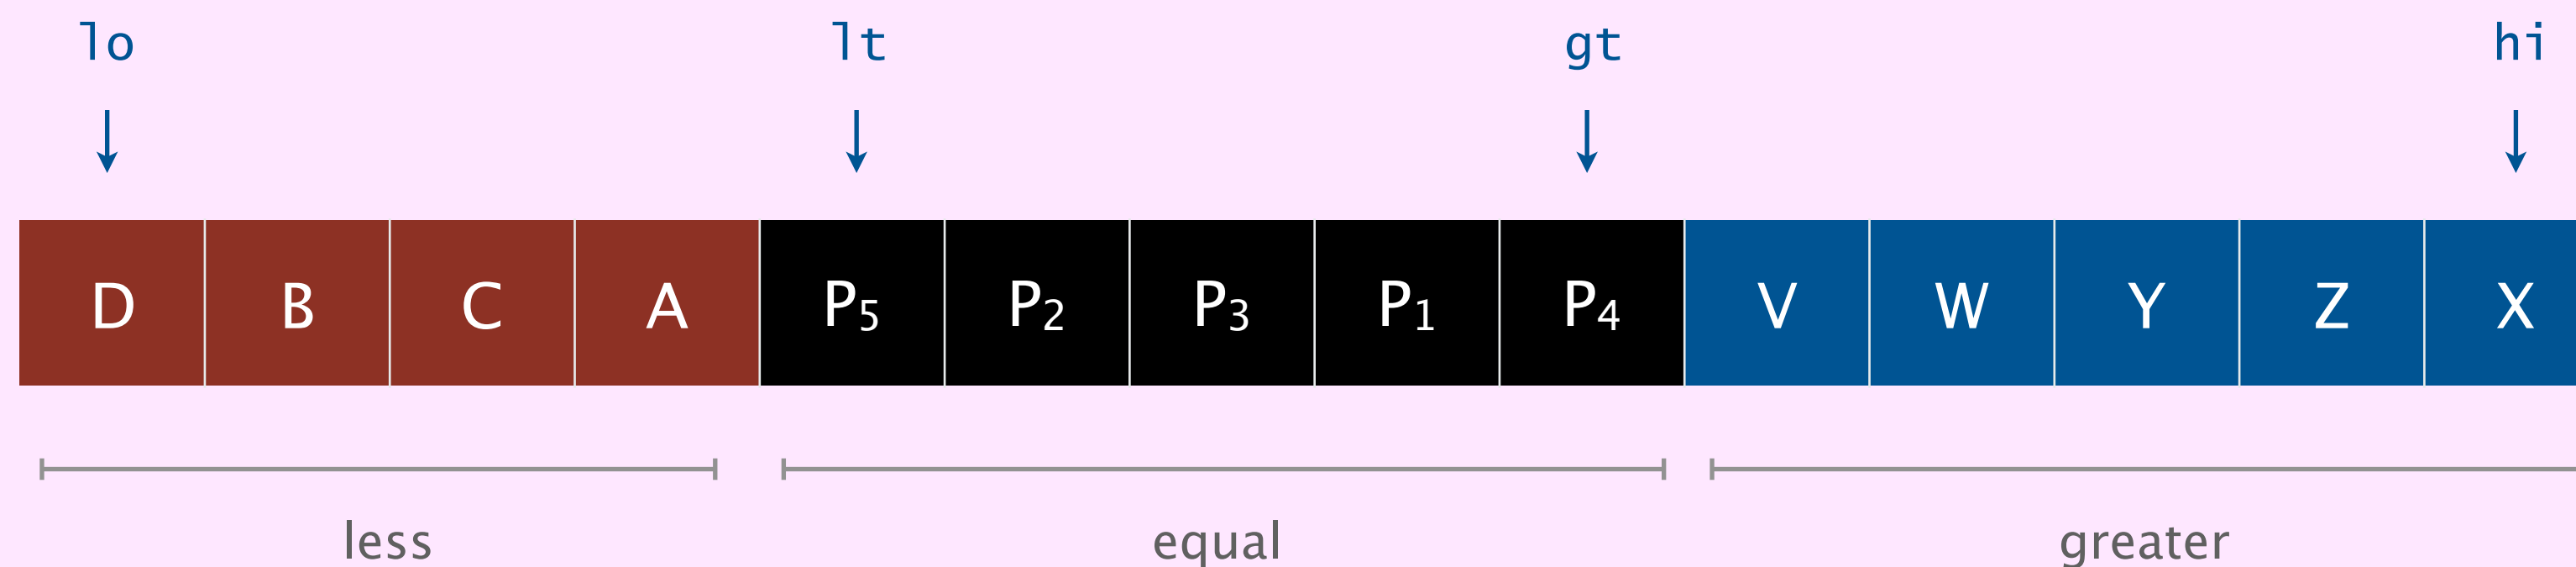 lo lt gt hi
D B C A P₅ P₂ P₃ P₁ P₄ V W Y Z X
less equal greater